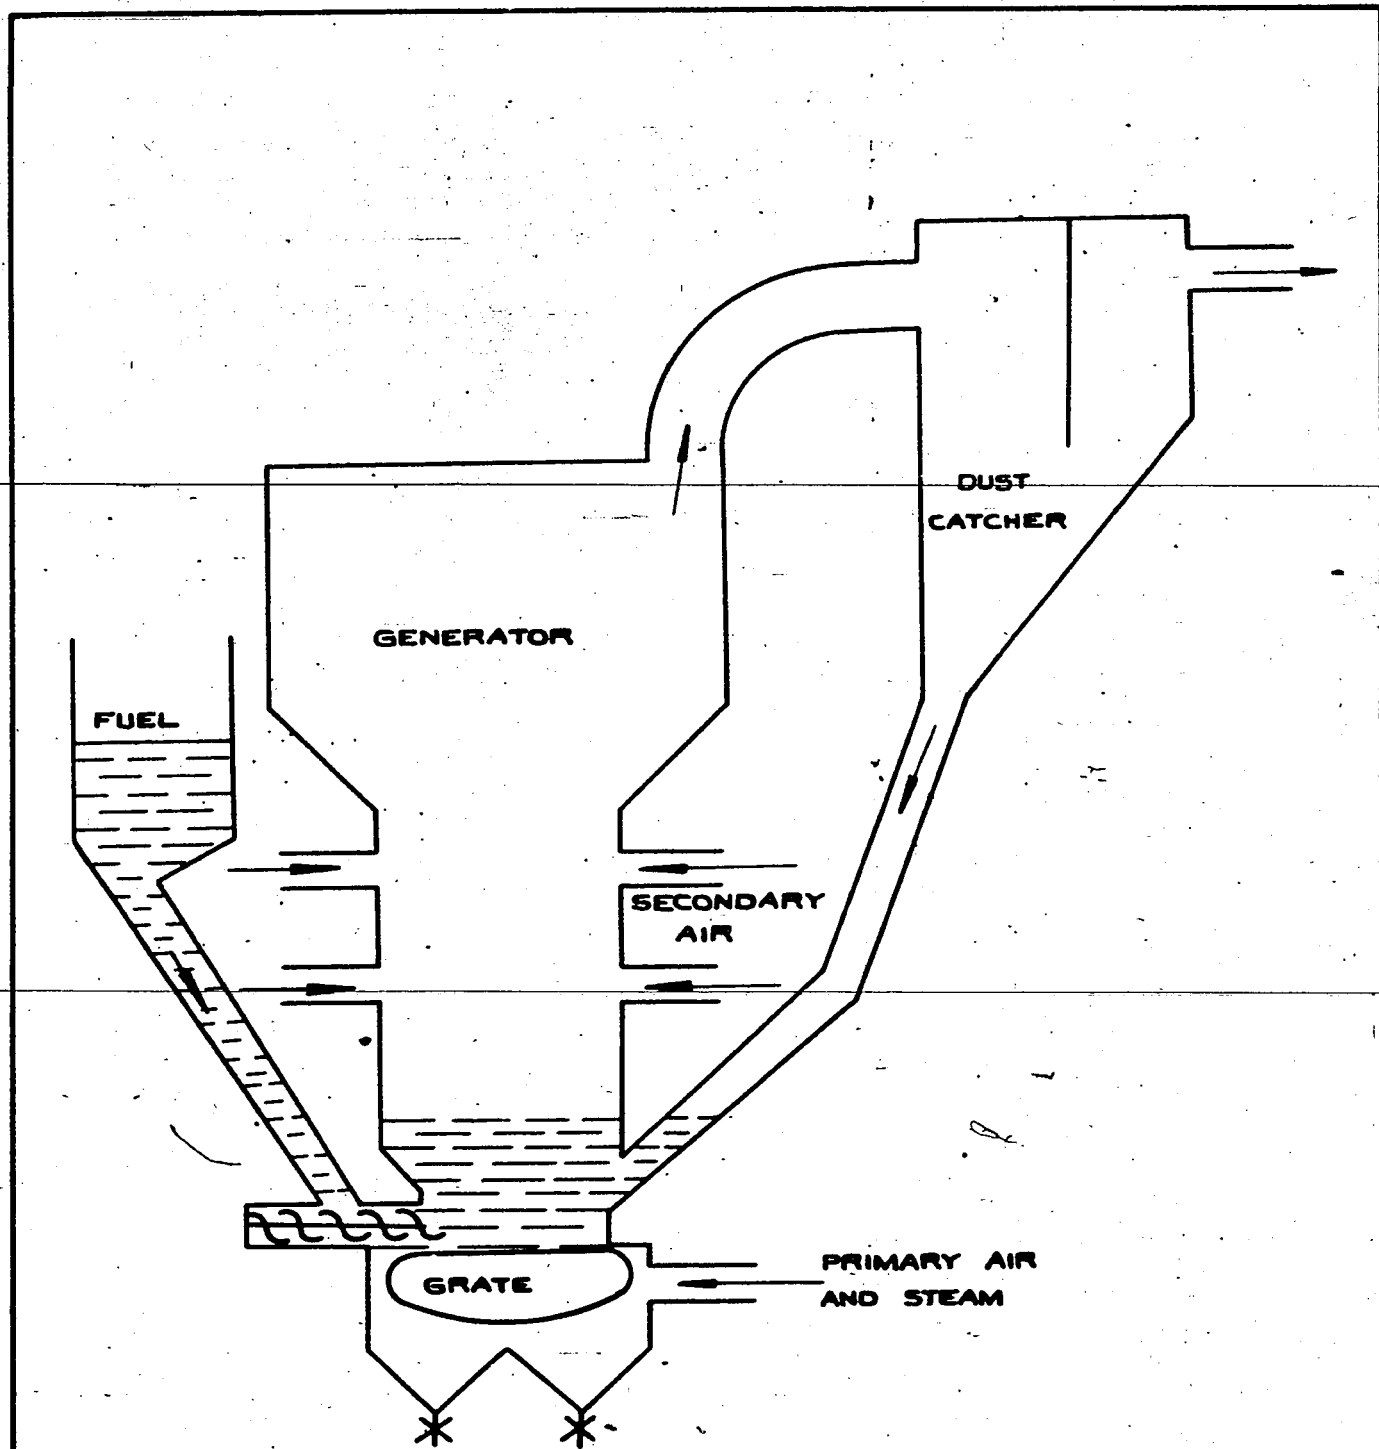 DUST
CATCHER
GENERATOR
FUEL
SECONDARY
AIR
GRATE
PRIMARY AIR
AND STEAM